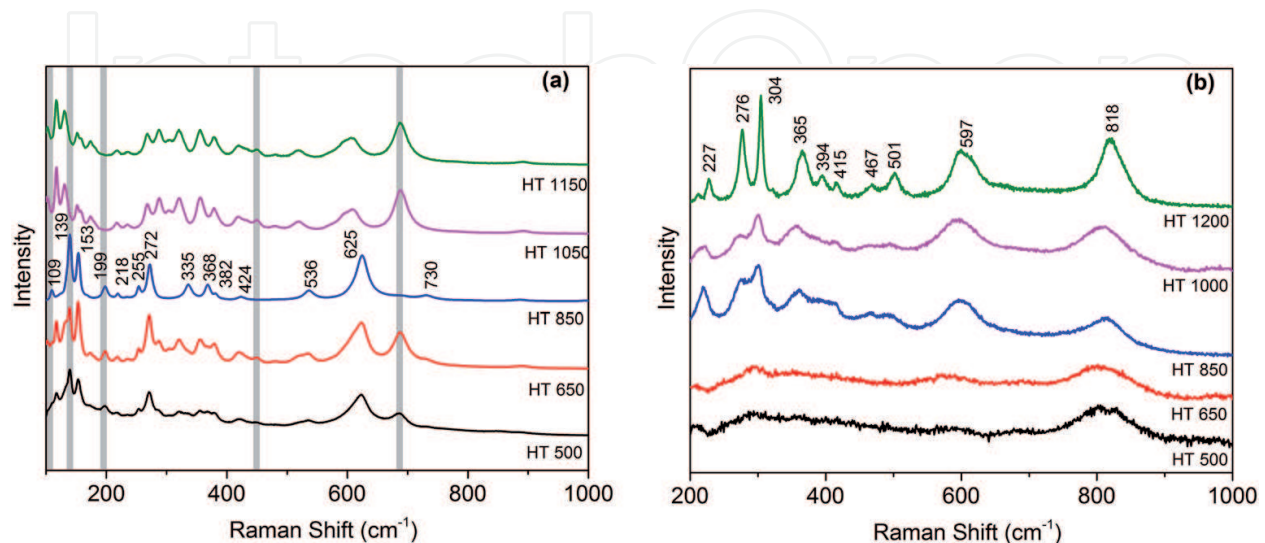 IntechOpen
(a)
139
153
109
199
218
255
272
335
368
382
424
536
625
730
HT 1150
HT 1050
HT 850
HT 650
HT 500
Intensity
200 400 600 800 1000
Raman Shift (cm⁻¹)
(b)
227
276
304
365
394
415
467
501
597
818
HT 1200
HT 1000
HT 850
HT 650
HT 500
Intensity
200 400 600 800 1000
Raman Shift (cm⁻¹)